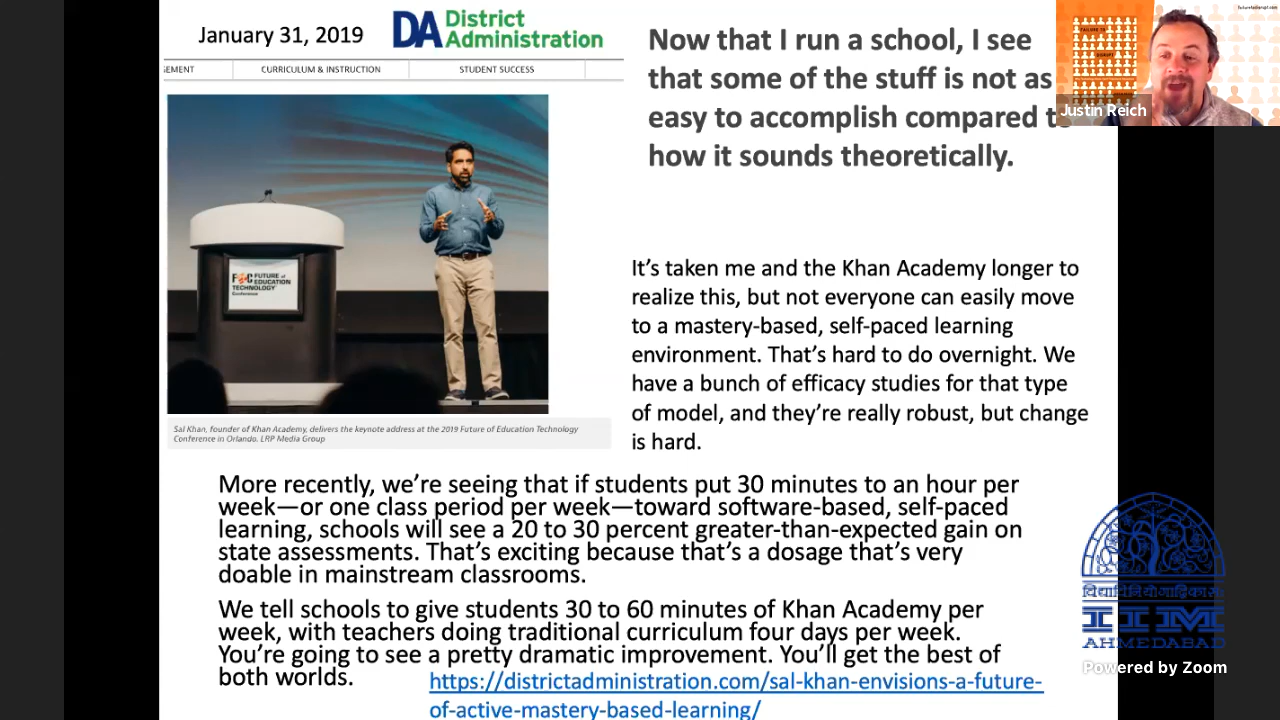 January 31, 2019
DA District
Administration
EMENT
CURRICULUM & INSTRUCTION
STUDENT SUCCESS
FUTURE of
EDUCATION
TECHNOLOGY
Conference
Sal Khan, founder of Khan Academy, delivers the keynote address at the 2019 Future of Education Technology
Conference in Orlando. LRP Media Group
Now that I run a school, I see
that some of the stuff is not as
easy to accomplish compared to
how it sounds theoretically.
futurefordisrupt.com
FAILURE TO
DISRUPT
Justin Reich
It's taken me and the Khan Academy longer to
realize this, but not everyone can easily move
to a mastery-based, self-paced learning
environment. That's hard to do overnight. We
have a bunch of efficacy studies for that type
of model, and they're really robust, but change
is hard.
More recently, we're seeing that if students put 30 minutes to an hour per
week—or one class period per week—toward software-based, self-paced
learning, schools will see a 20 to 30 percent greater-than-expected gain on
state assessments. That's exciting because that's a dosage that's very
doable in mainstream classrooms.
We tell schools to give students 30 to 60 minutes of Khan Academy per
week, with teachers doing traditional curriculum four days per week.
You're going to see a pretty dramatic improvement. You'll get the best of
both worlds.
https://districtadministration.com/sal-khan-envisions-a-future-
of-active-mastery-based-learning/
विद्याविनियोगाद्विकासः
IIM
AHMEDABAD
Powered by Zoom